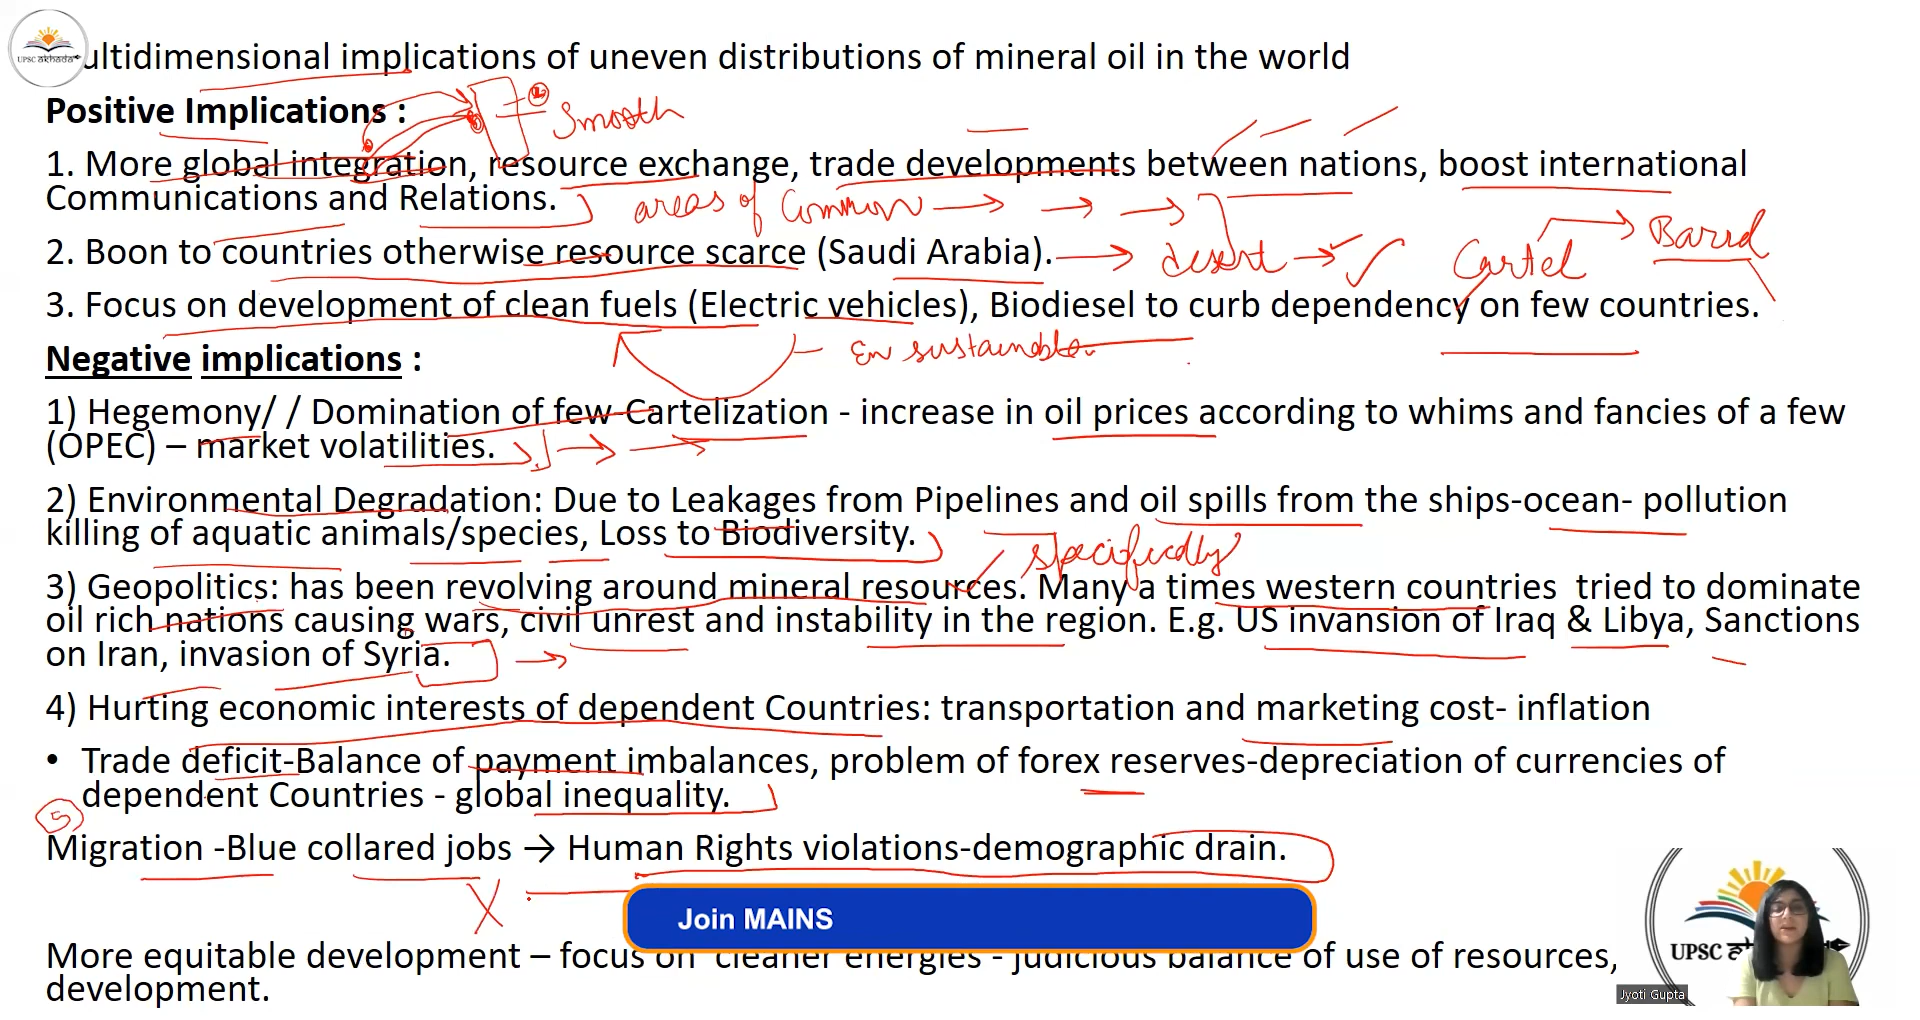 UPSC akhada
ultidimensional implications of uneven distributions of mineral oil in the world
Positive Implications :
② Smooth
1. More global integration, resource exchange, trade developments between nations, boost international
Communications and Relations.
areas of Common
2. Boon to countries otherwise resource scarce (Saudi Arabia).
desert
Cartel
3. Focus on development of clean fuels (Electric vehicles), Biodiesel to curb dependency on few countries.
Negative implications :
En sustainable
1) Hegemony/ / Domination of few-Cartelization - increase in oil prices according to whims and fancies of a few
(OPEC) – market volatilities.
2) Environmental Degradation: Due to Leakages from Pipelines and oil spills from the ships-ocean- pollution
killing of aquatic animals/species, Loss to Biodiversity.
specifically
3) Geopolitics: has been revolving around mineral resources. Many a times western countries tried to dominate
oil rich nations causing wars, civil unrest and instability in the region. E.g. US invansion of Iraq & Libya, Sanctions
on Iran, invasion of Syria.
4) Hurting economic interests of dependent Countries: transportation and marketing cost- inflation
• Trade deficit-Balance of payment imbalances, problem of forex reserves-depreciation of currencies of
dependent Countries - global inequality.
5
Migration -Blue collared jobs → Human Rights violations-demographic drain.
Join MAINS
More equitable development – focus on cleaner energies - judicious balance of use of resources,
development.
UPSC
Jyoti Gupta